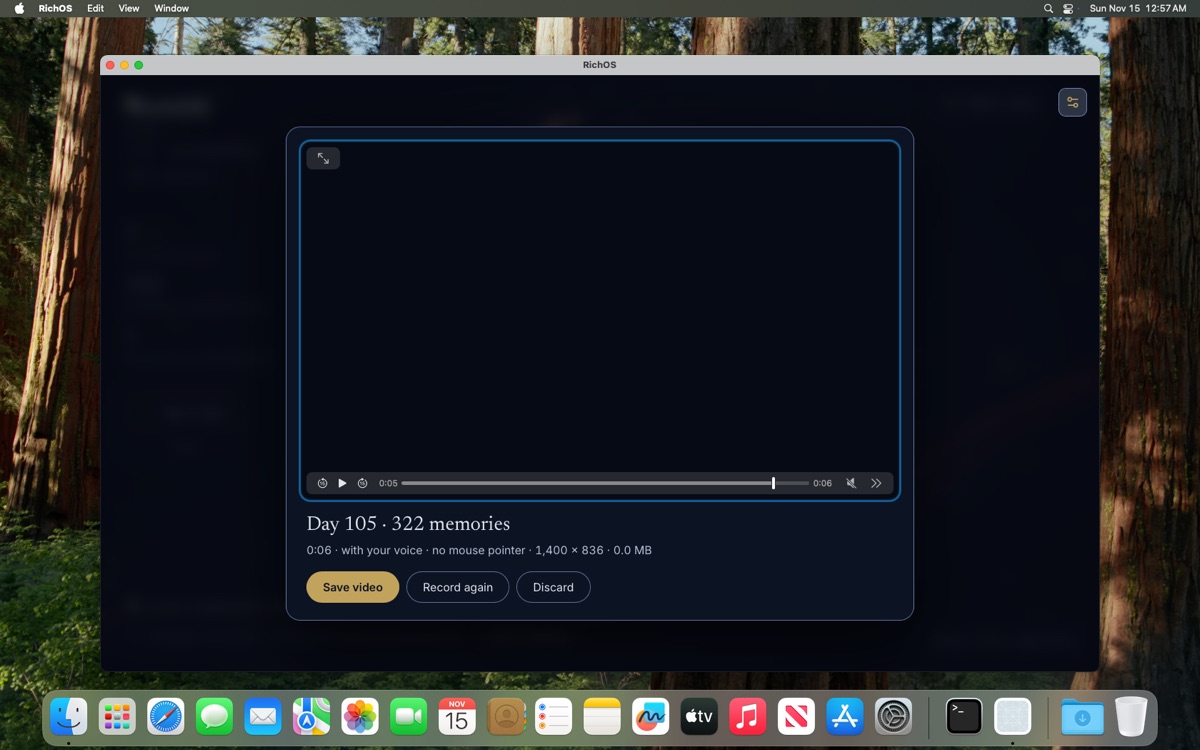 RichOS Edit View Window
Sun Nov 15 12:57 AM
RichOS
0:05
0:06
Day 105 · 322 memories
0:06 · with your voice · no mouse pointer · 1,400 × 836 · 0.0 MB
Save video Record again Discard
NOV
15
tv